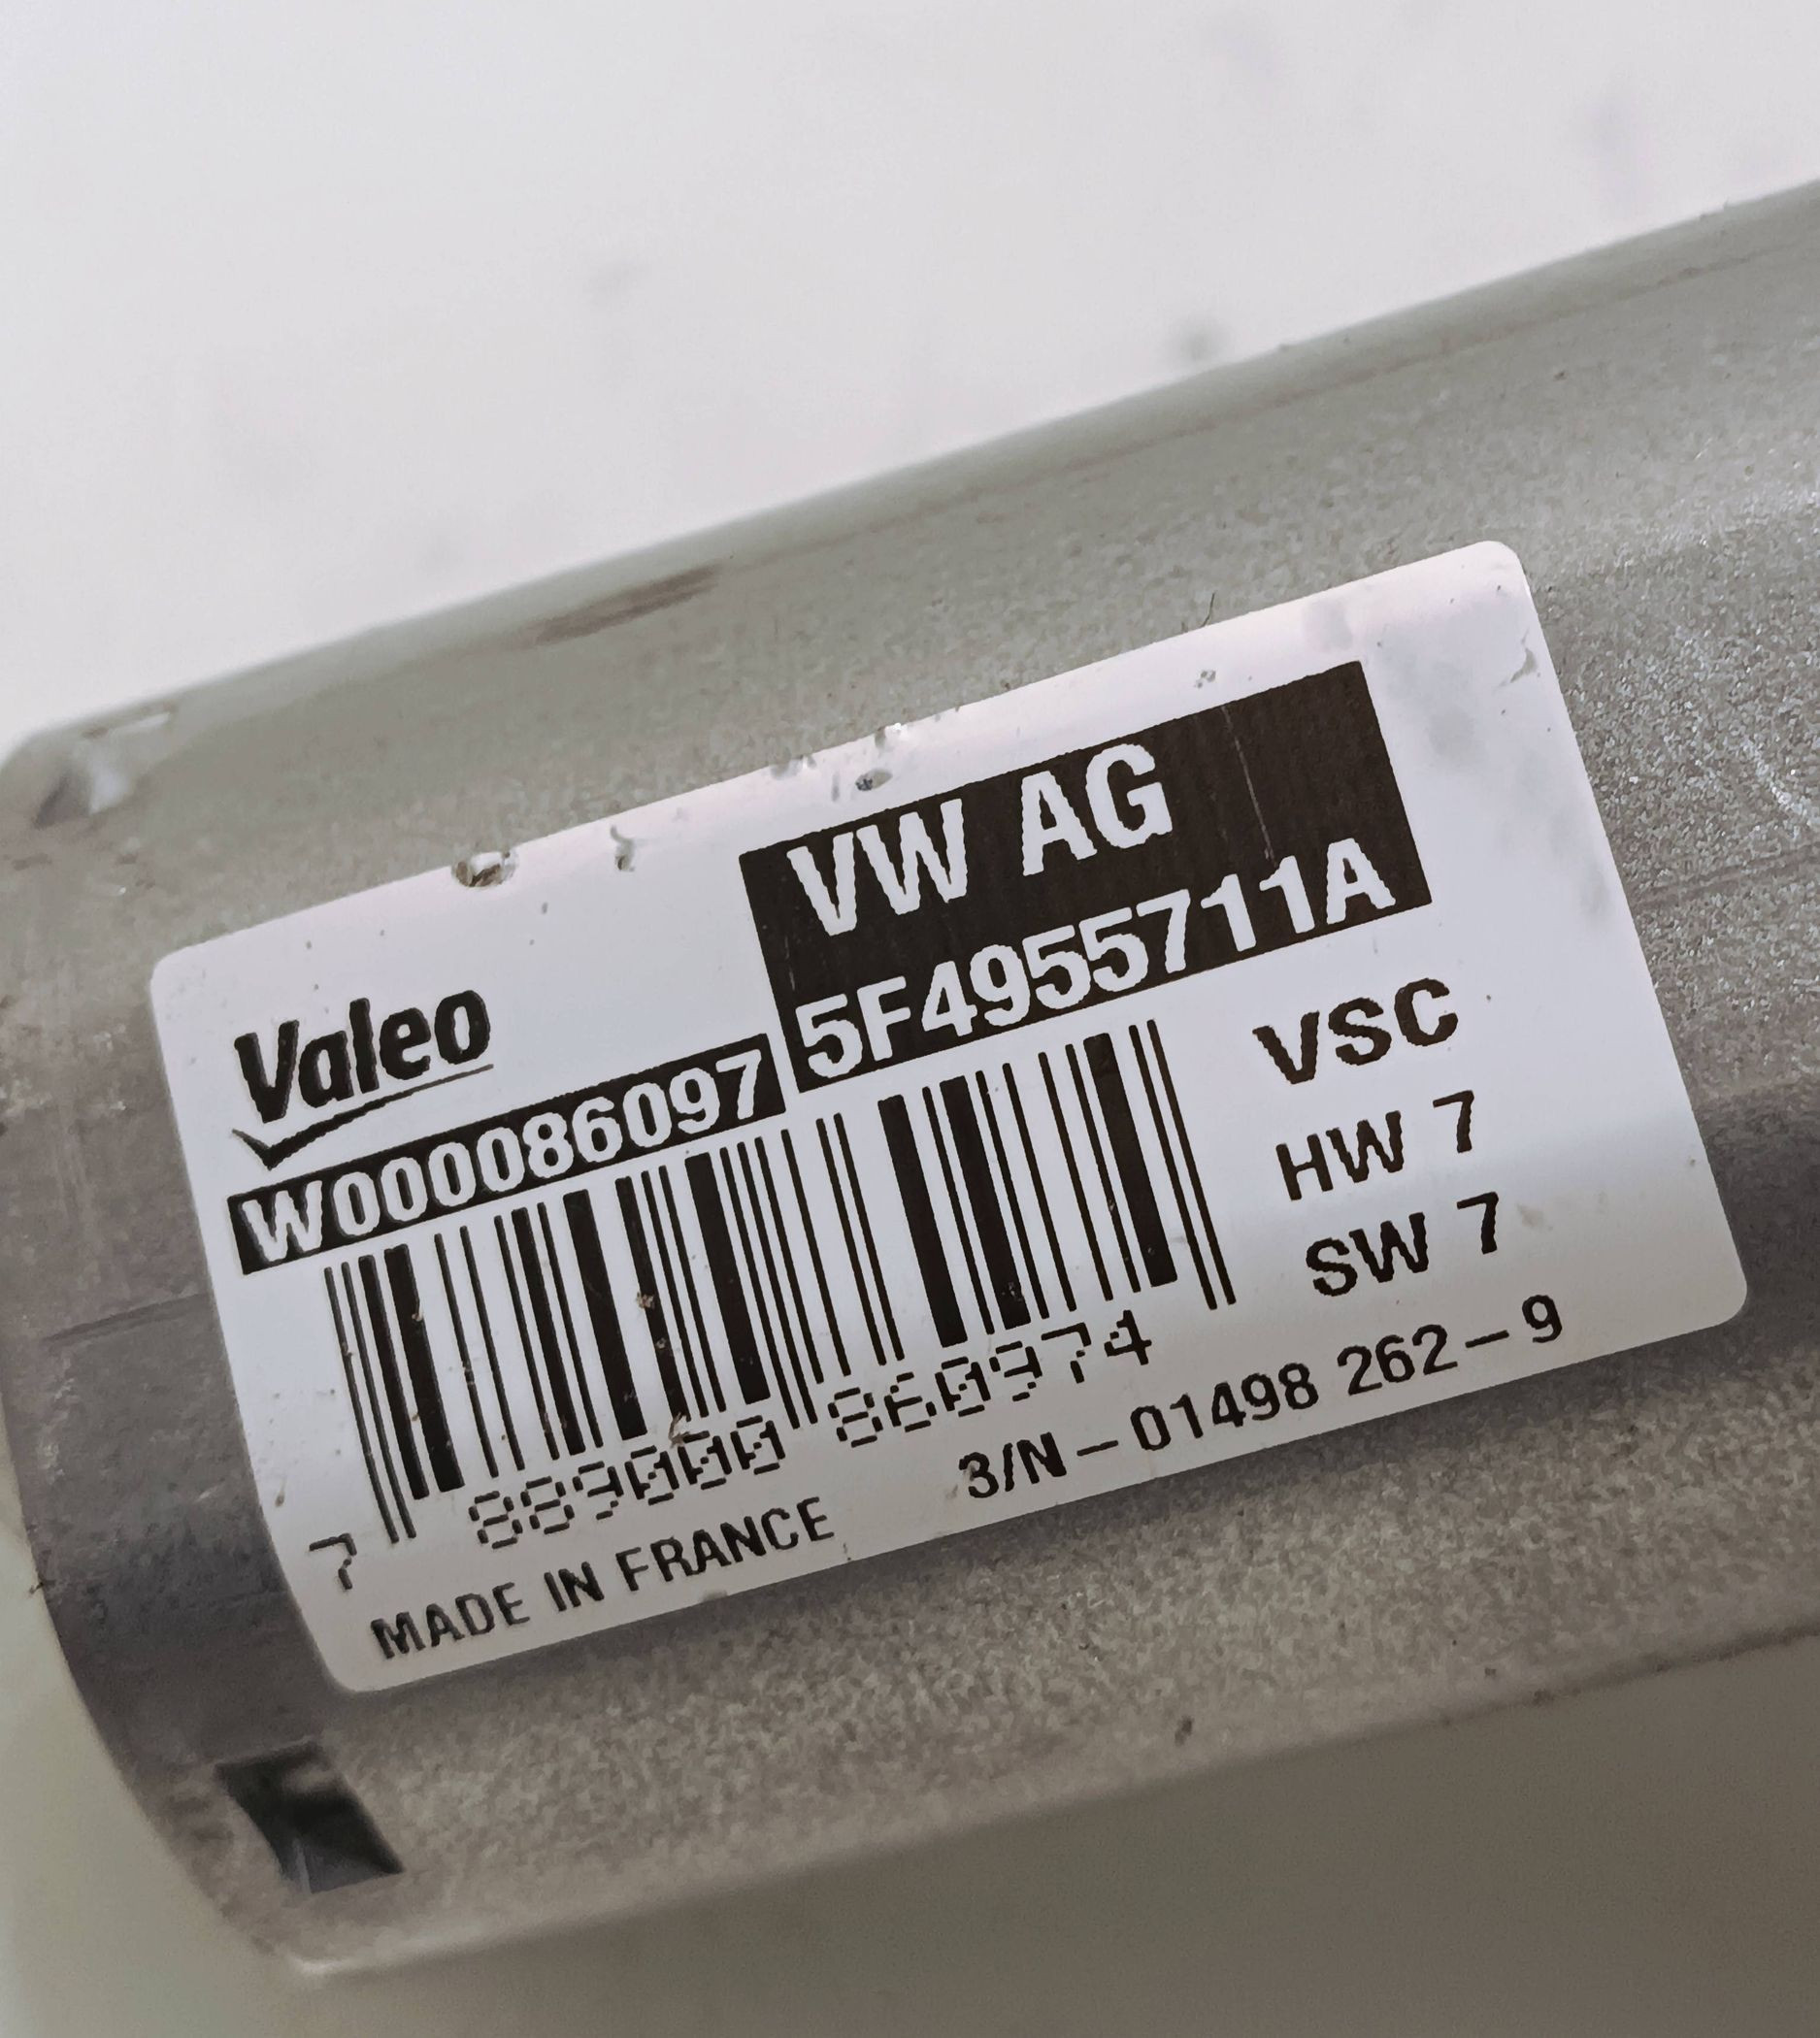 VW AG
5F4955711A
Valeo
W000086097
VSC
HW 7
SW 7
7 889000 860974
MADE IN FRANCE 3/N-01498 262-9